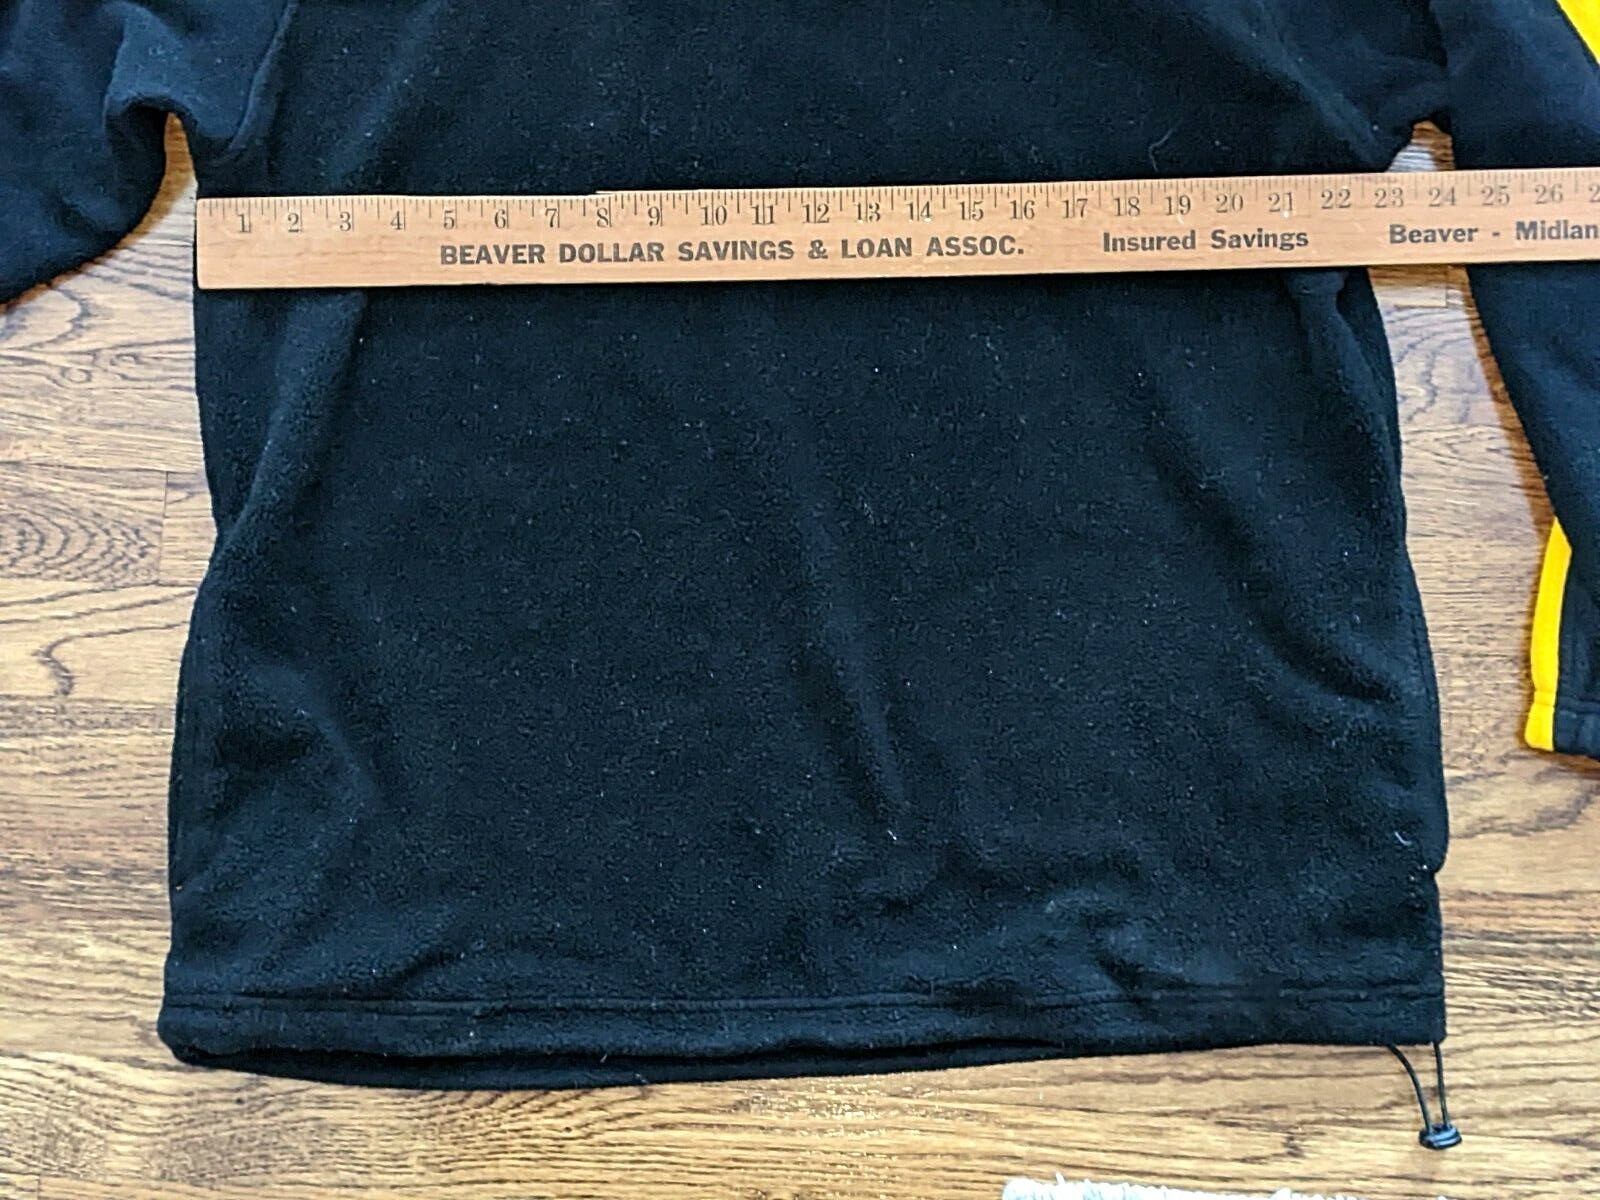 1 2 3 4 5 6 7 8 9 10 11 12 13 14 15 16 17 18 19 20 21 22 23 24 25 26
BEAVER DOLLAR SAVINGS & LOAN ASSOC. Insured Savings Beaver - Midlan